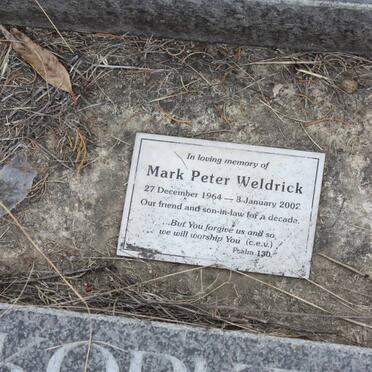 In loving memory of
Mark Peter Weldrick
27 December 1964 — 3 January 2002
Our friend and son-in-law for a decade.
...But You forgive us and so
we will worship You (c.e.v.)
Psalm 130